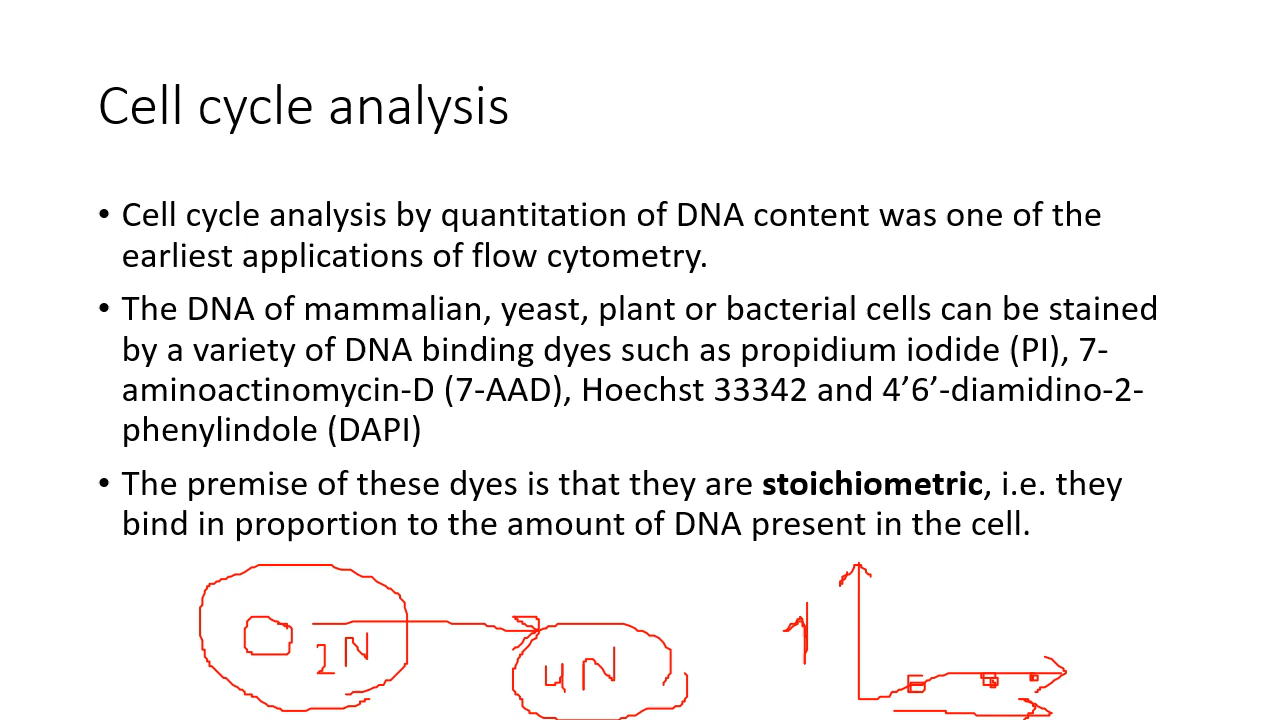 Cell cycle analysis
• Cell cycle analysis by quantitation of DNA content was one of the
earliest applications of flow cytometry.
• The DNA of mammalian, yeast, plant or bacterial cells can be stained
by a variety of DNA binding dyes such as propidium iodide (PI), 7-
aminoactinomycin-D (7-AAD), Hoechst 33342 and 4’6’-diamidino-2-
phenylindole (DAPI)
• The premise of these dyes is that they are stoichiometric, i.e. they
bind in proportion to the amount of DNA present in the cell.
2N
4N